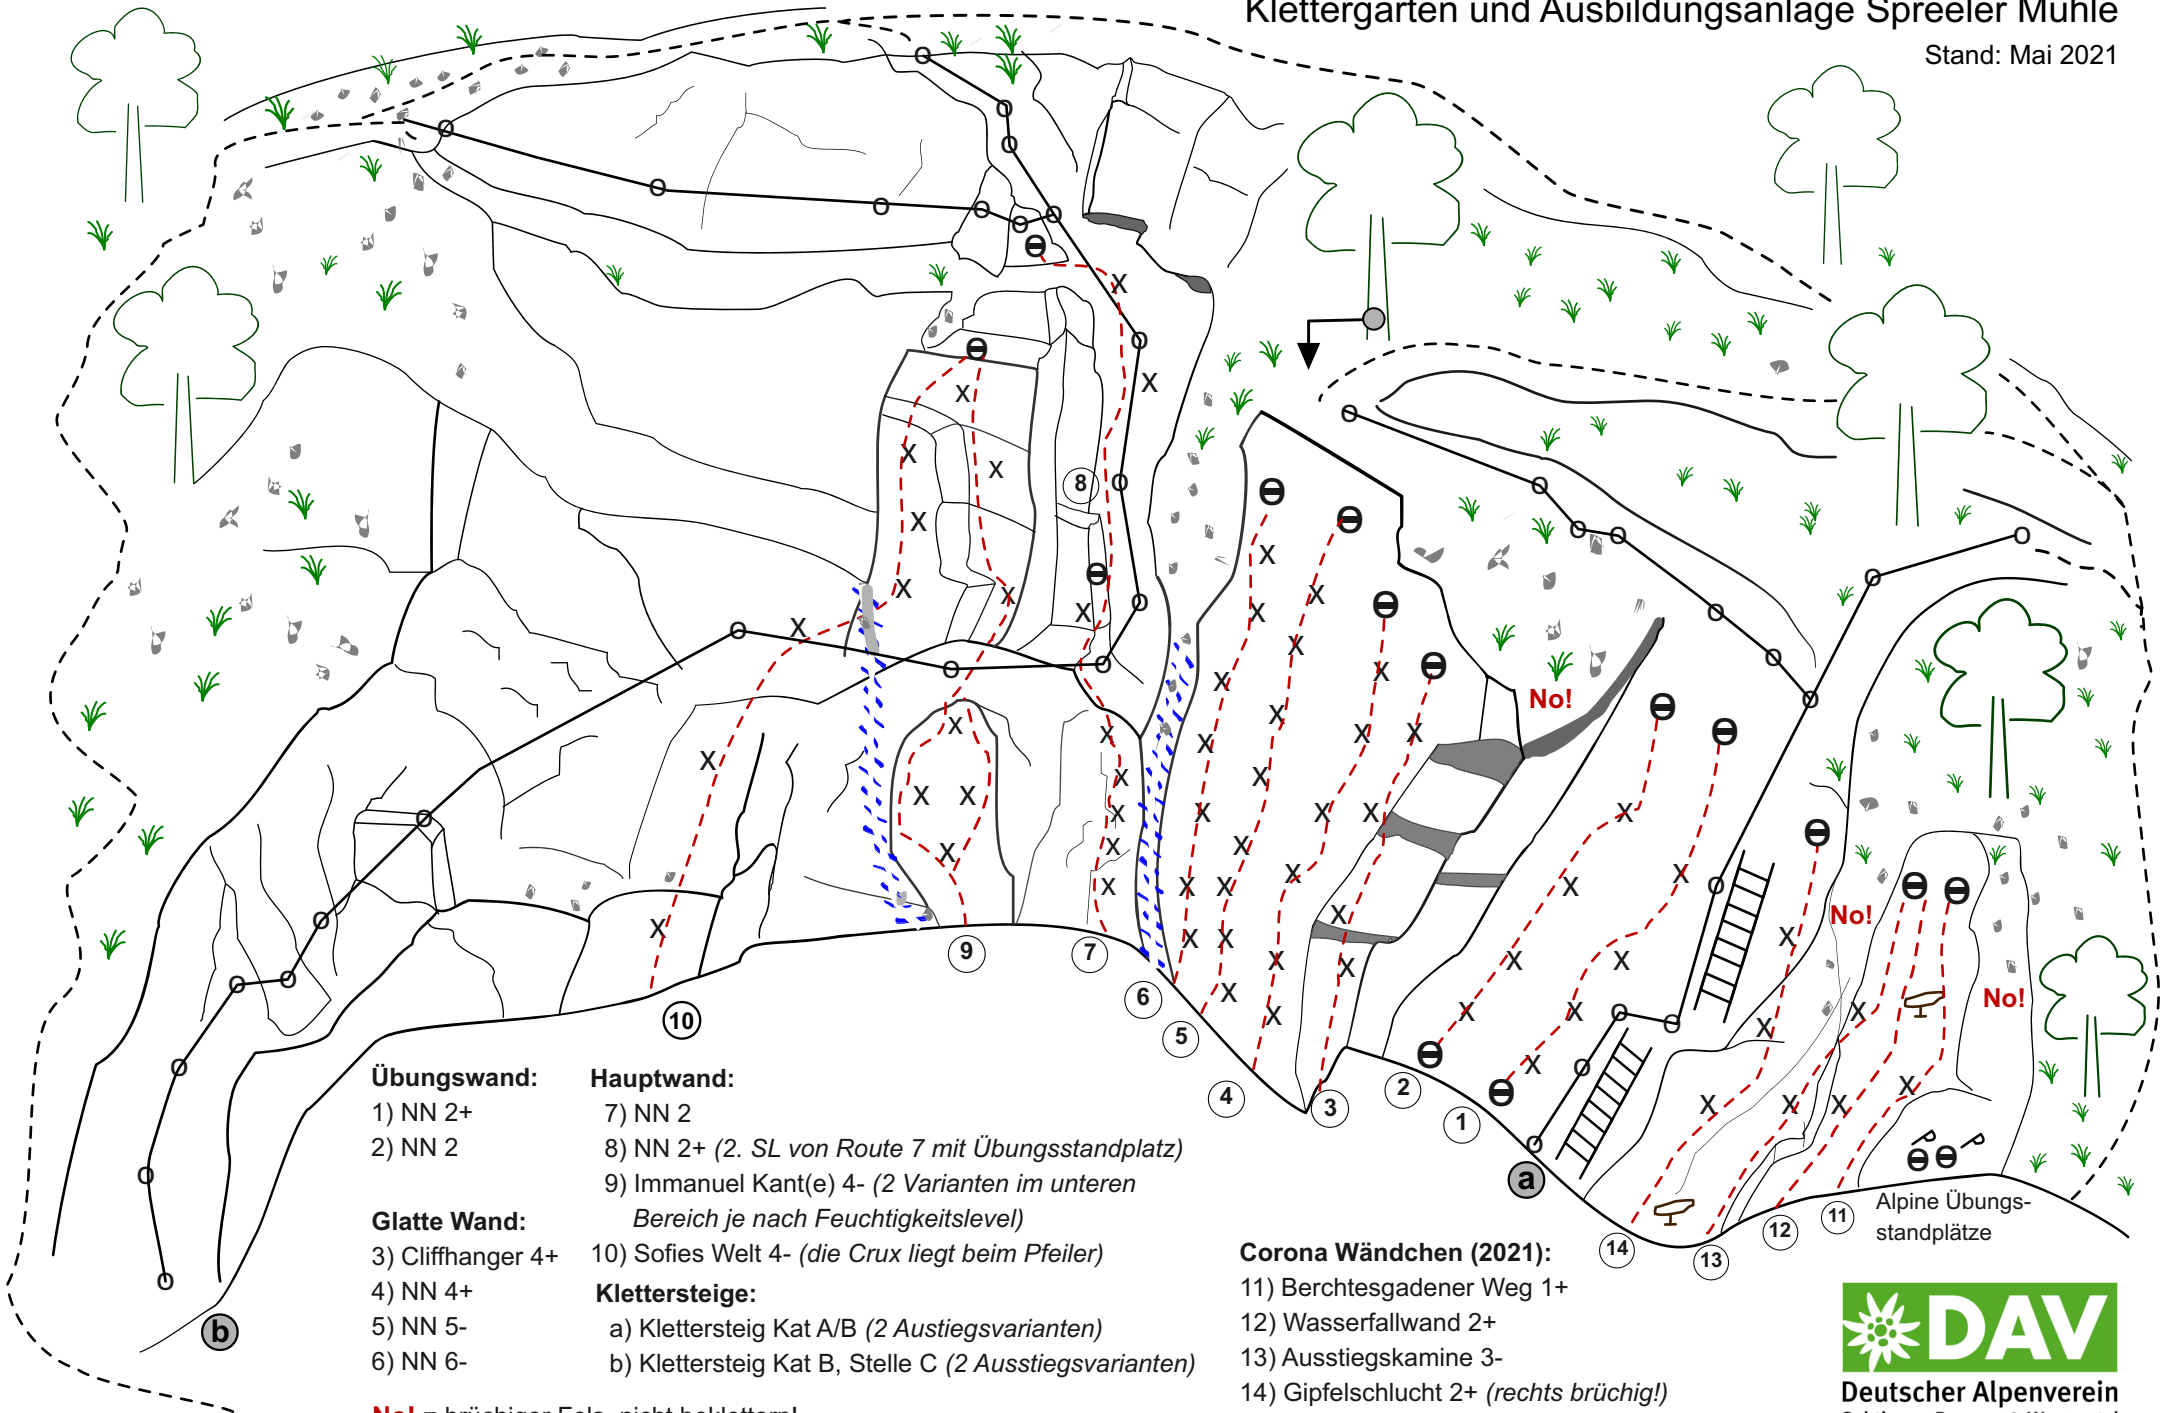 Klettergarten und Ausbildungsanlage Spreeler Mühle
Stand: Mai 2021
8
No!
No!
No!
9
7
6
5
4
3
2
1
10
a
b
14
13
12
11
Alpine Übungs-
standplätze
Übungswand:
1) NN 2+
2) NN 2
Glatte Wand:
3) Cliffhanger 4+
4) NN 4+
5) NN 5-
6) NN 6-
Hauptwand:
7) NN 2
8) NN 2+ (2. SL von Route 7 mit Übungsstandplatz)
9) Immanuel Kant(e) 4- (2 Varianten im unteren
Bereich je nach Feuchtigkeitslevel)
10) Sofies Welt 4- (die Crux liegt beim Pfeiler)
Klettersteige:
a) Klettersteig Kat A/B (2 Austiegsvarianten)
b) Klettersteig Kat B, Stelle C (2 Ausstiegsvarianten)
Corona Wändchen (2021):
11) Berchtesgadener Weg 1+
12) Wasserfallwand 2+
13) Ausstiegskamine 3-
14) Gipfelschlucht 2+ (rechts brüchig!)
No! = brüchiger Fels, nicht beklettern!
DAV
Deutscher Alpenverein